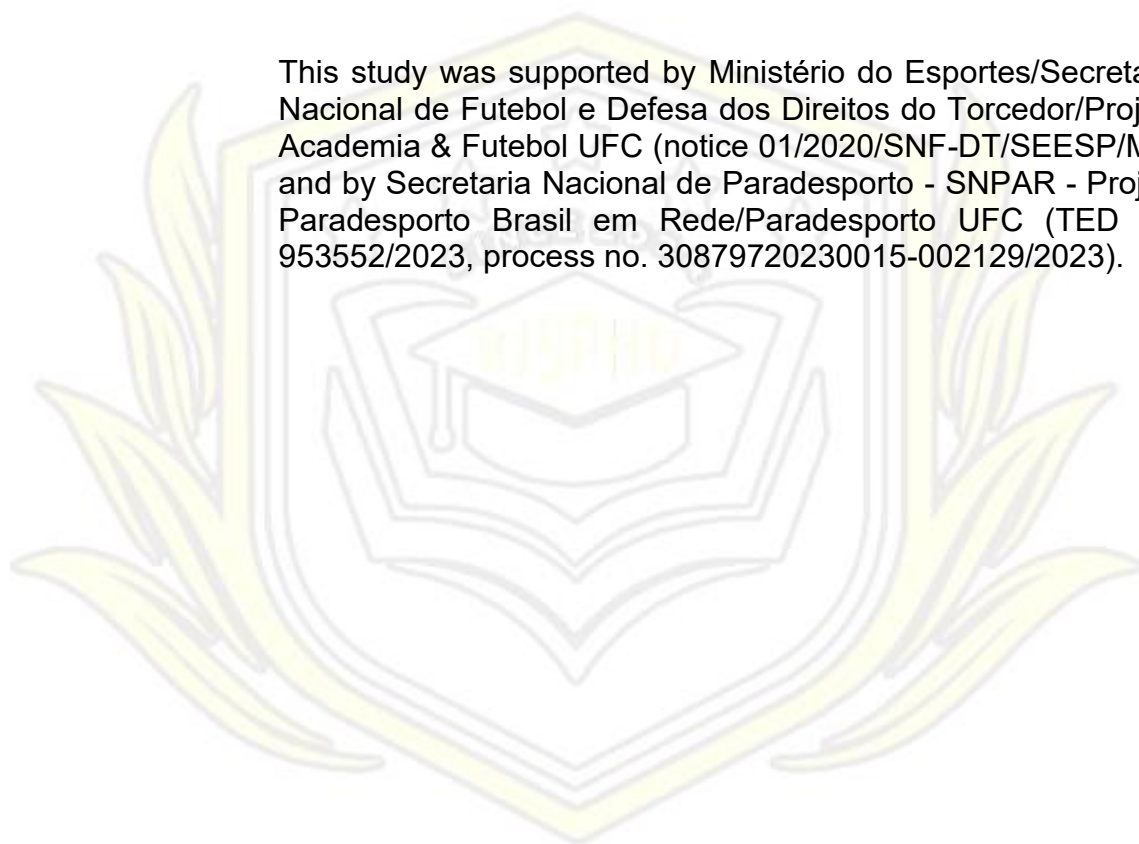 This study was supported by Ministério do Esportes/Secreta
Nacional de Futebol e Defesa dos Direitos do Torcedor/Proj
Academia & Futebol UFC (notice 01/2020/SNF-DT/SEESP/M
and by Secretaria Nacional de Paradesporto - SNPAR - Proj
Paradesporto Brasil em Rede/Paradesporto UFC (TED
953552/2023, process no. 30879720230015-002129/2023).